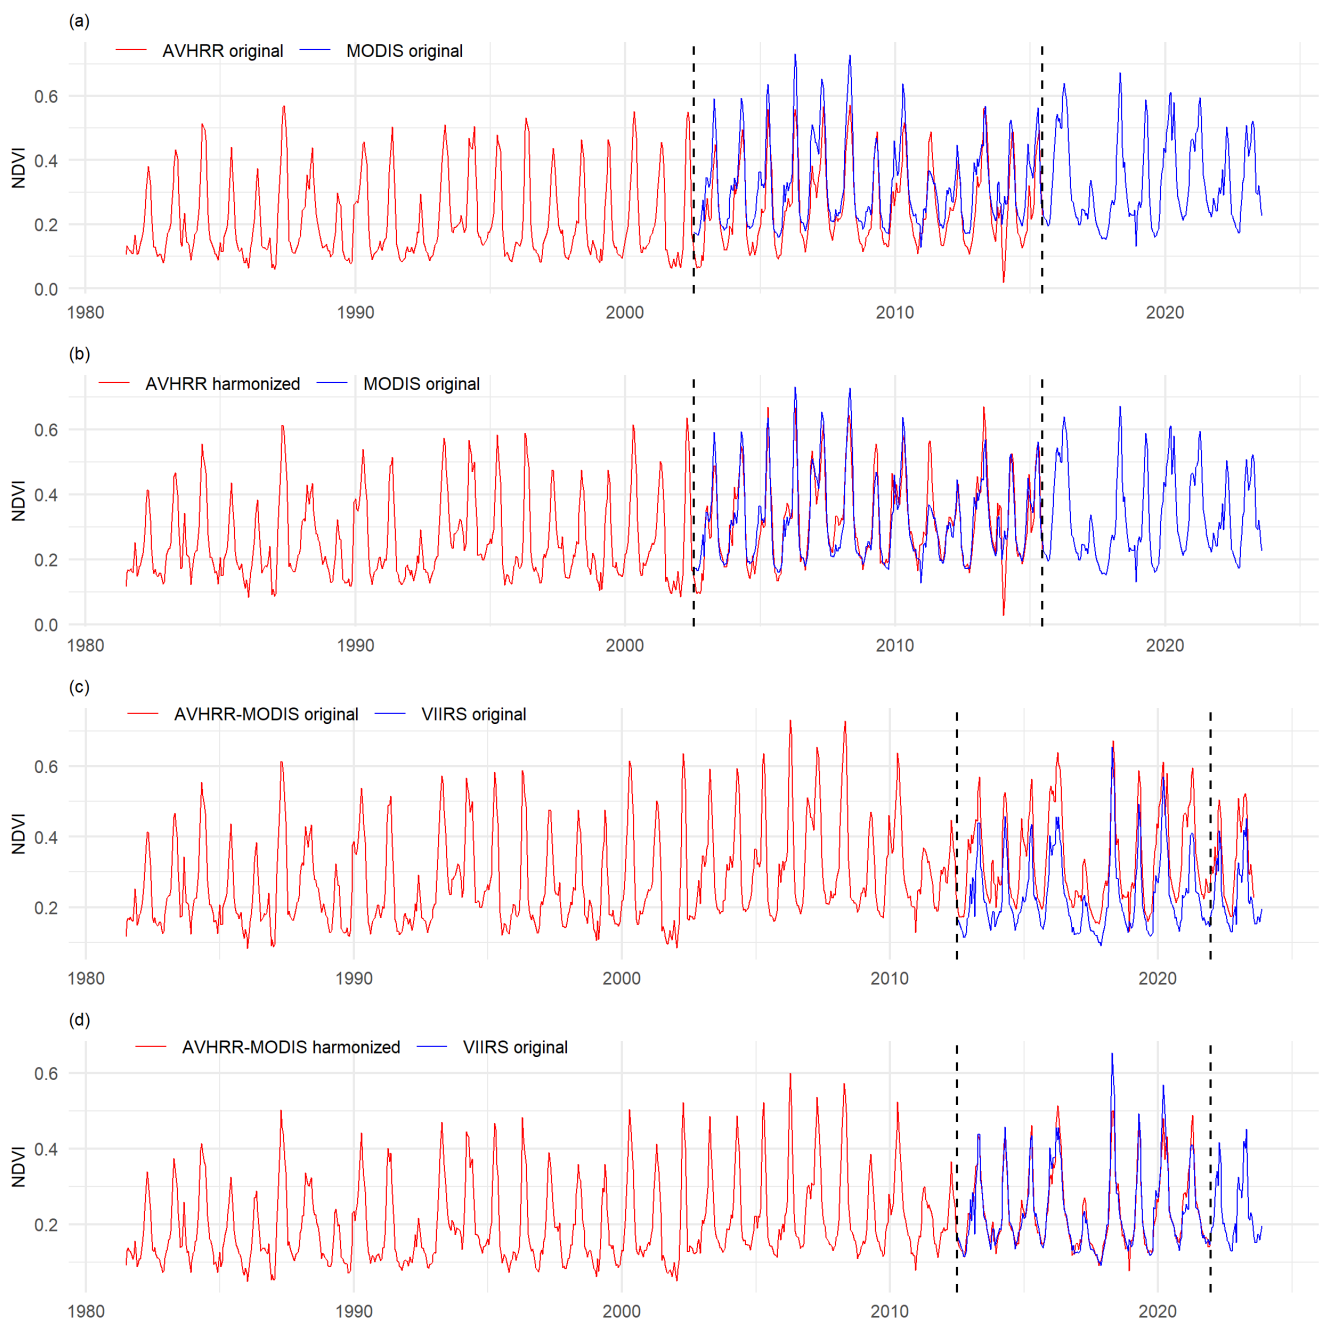 (a)
AVHRR original MODIS original
NDVI
0.6
0.4
0.2
0.0
1980 1990 2000 2010 2020
(b)
AVHRR harmonized MODIS original
NDVI
0.6
0.4
0.2
0.0
1980 1990 2000 2010 2020
(c)
AVHRR-MODIS original VIIRS original
NDVI
0.6
0.4
0.2
1980 1990 2000 2010 2020
(d)
AVHRR-MODIS harmonized VIIRS original
NDVI
0.6
0.4
0.2
1980 1990 2000 2010 2020